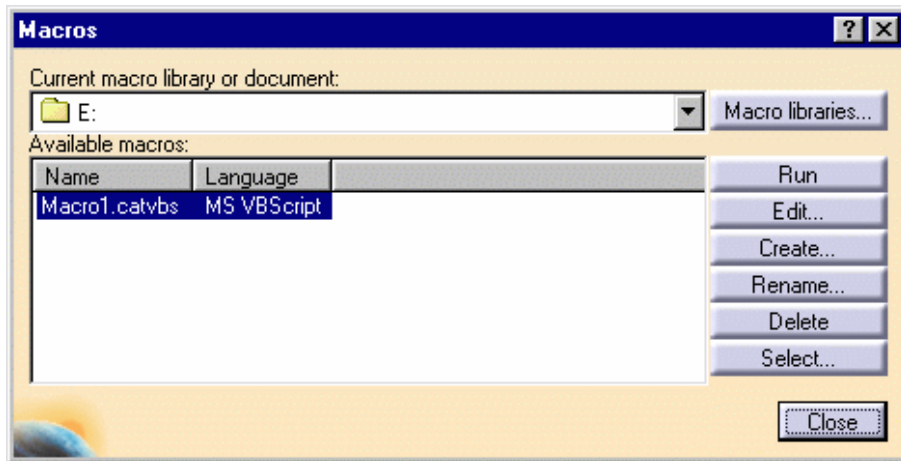 Macros
Current macro library or document:
E:
Macro libraries...
Available macros:
Name Language
Run
Macro1.catvbs MS VBScript
Edit...
Create...
Rename...
Delete
Select...
Close